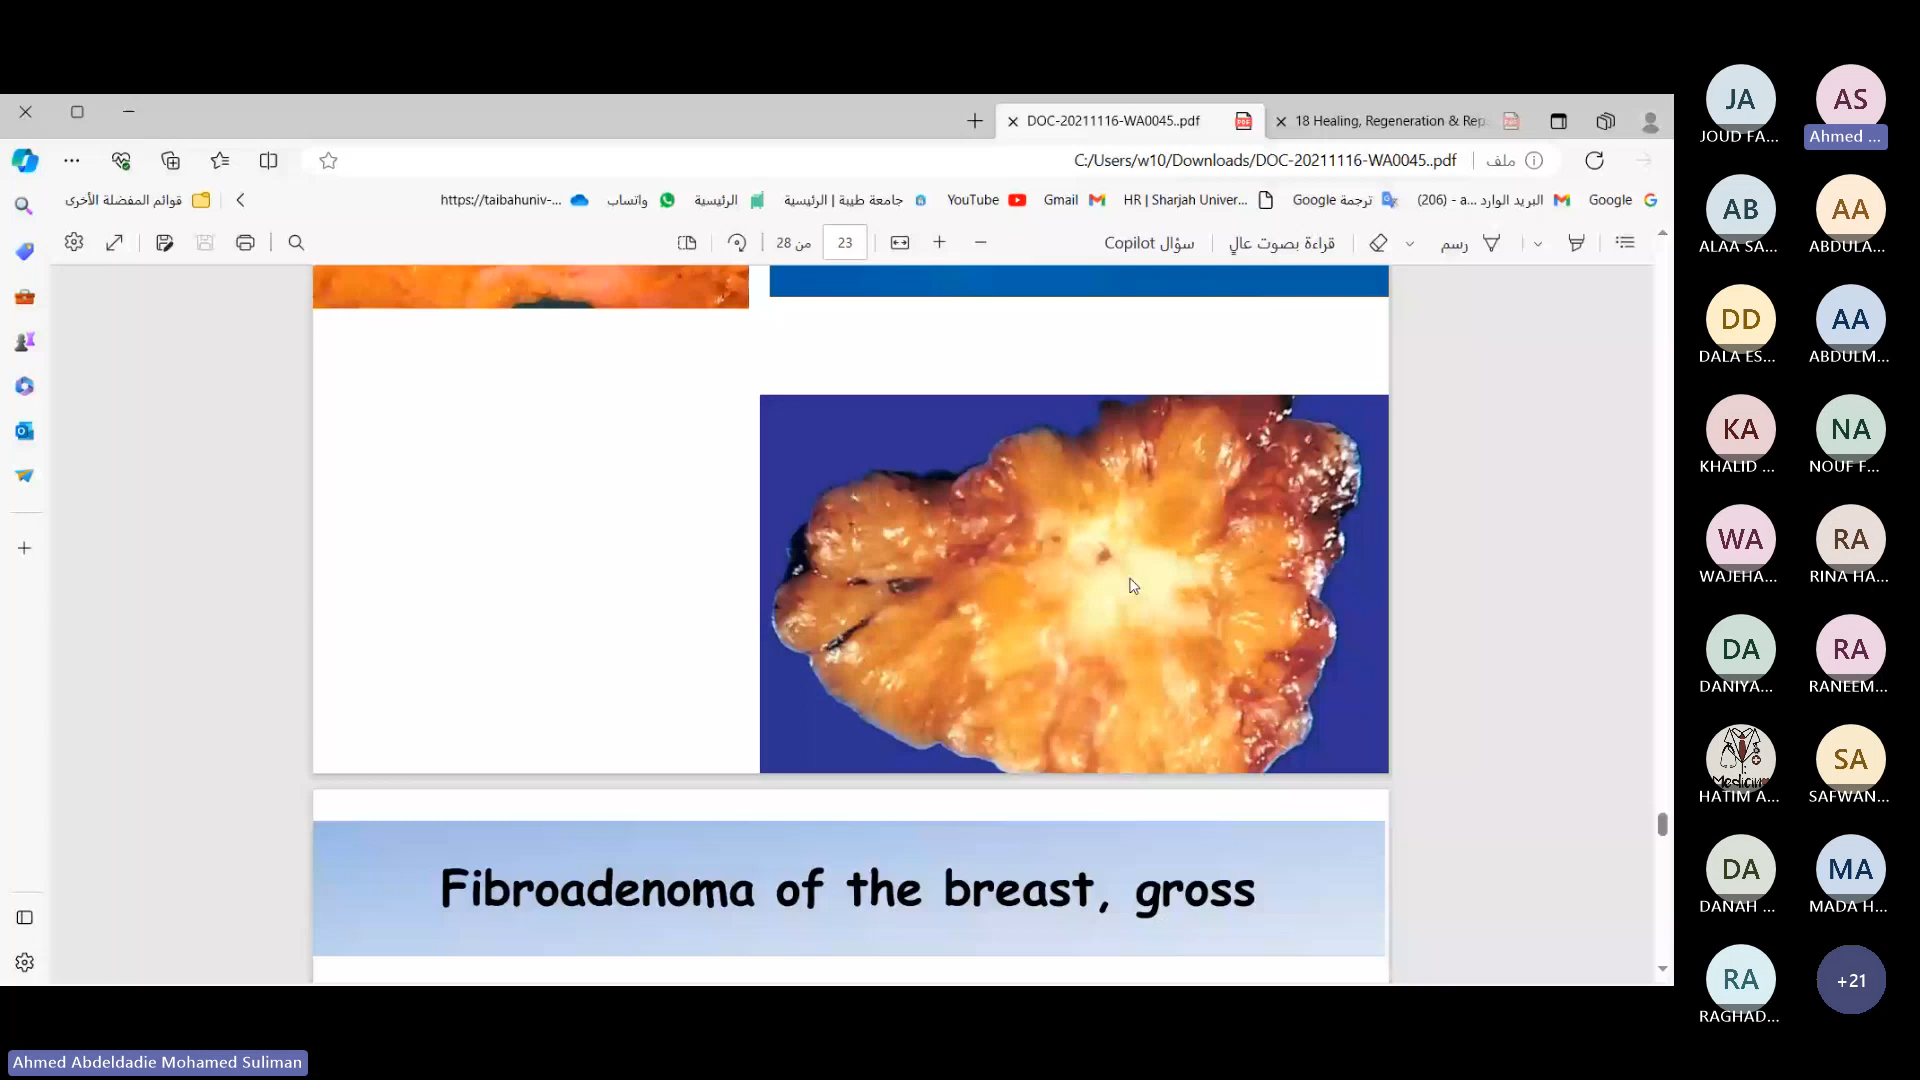 DOC-20211116-WA0045..pdf
18 Healing, Regeneration & Rep
C:/Users/w10/Downloads/DOC-20211116-WA0045..pdf
ملف
Google
البريد الوارد (206) - a...
ترجمة Google
HR | Sharjah Univer...
Gmail
YouTube
جامعة طيبة | الرئيسية
الرئيسية
واتساب
https://taibahuniv-...
قوائم المفضلة الأخرى
رسم
قراءة بصوت عالٍ
سؤال Copilot
23
من 28
Fibroadenoma of the breast, gross
JA
JOUD FA...
AS
Ahmed ...
AB
ALAA SA...
AA
ABDULA...
DD
DALA ES...
AA
ABDULM...
KA
KHALID ...
NA
NOUF F...
WA
WAJEHA...
RA
RINA HA...
DA
DANIYA...
RA
RANEEM...
Medicine
HATIM A...
SA
SAFWAN...
DA
DANAH ...
MA
MADA H...
RA
RAGHAD...
+21
Ahmed Abdeldadie Mohamed Suliman